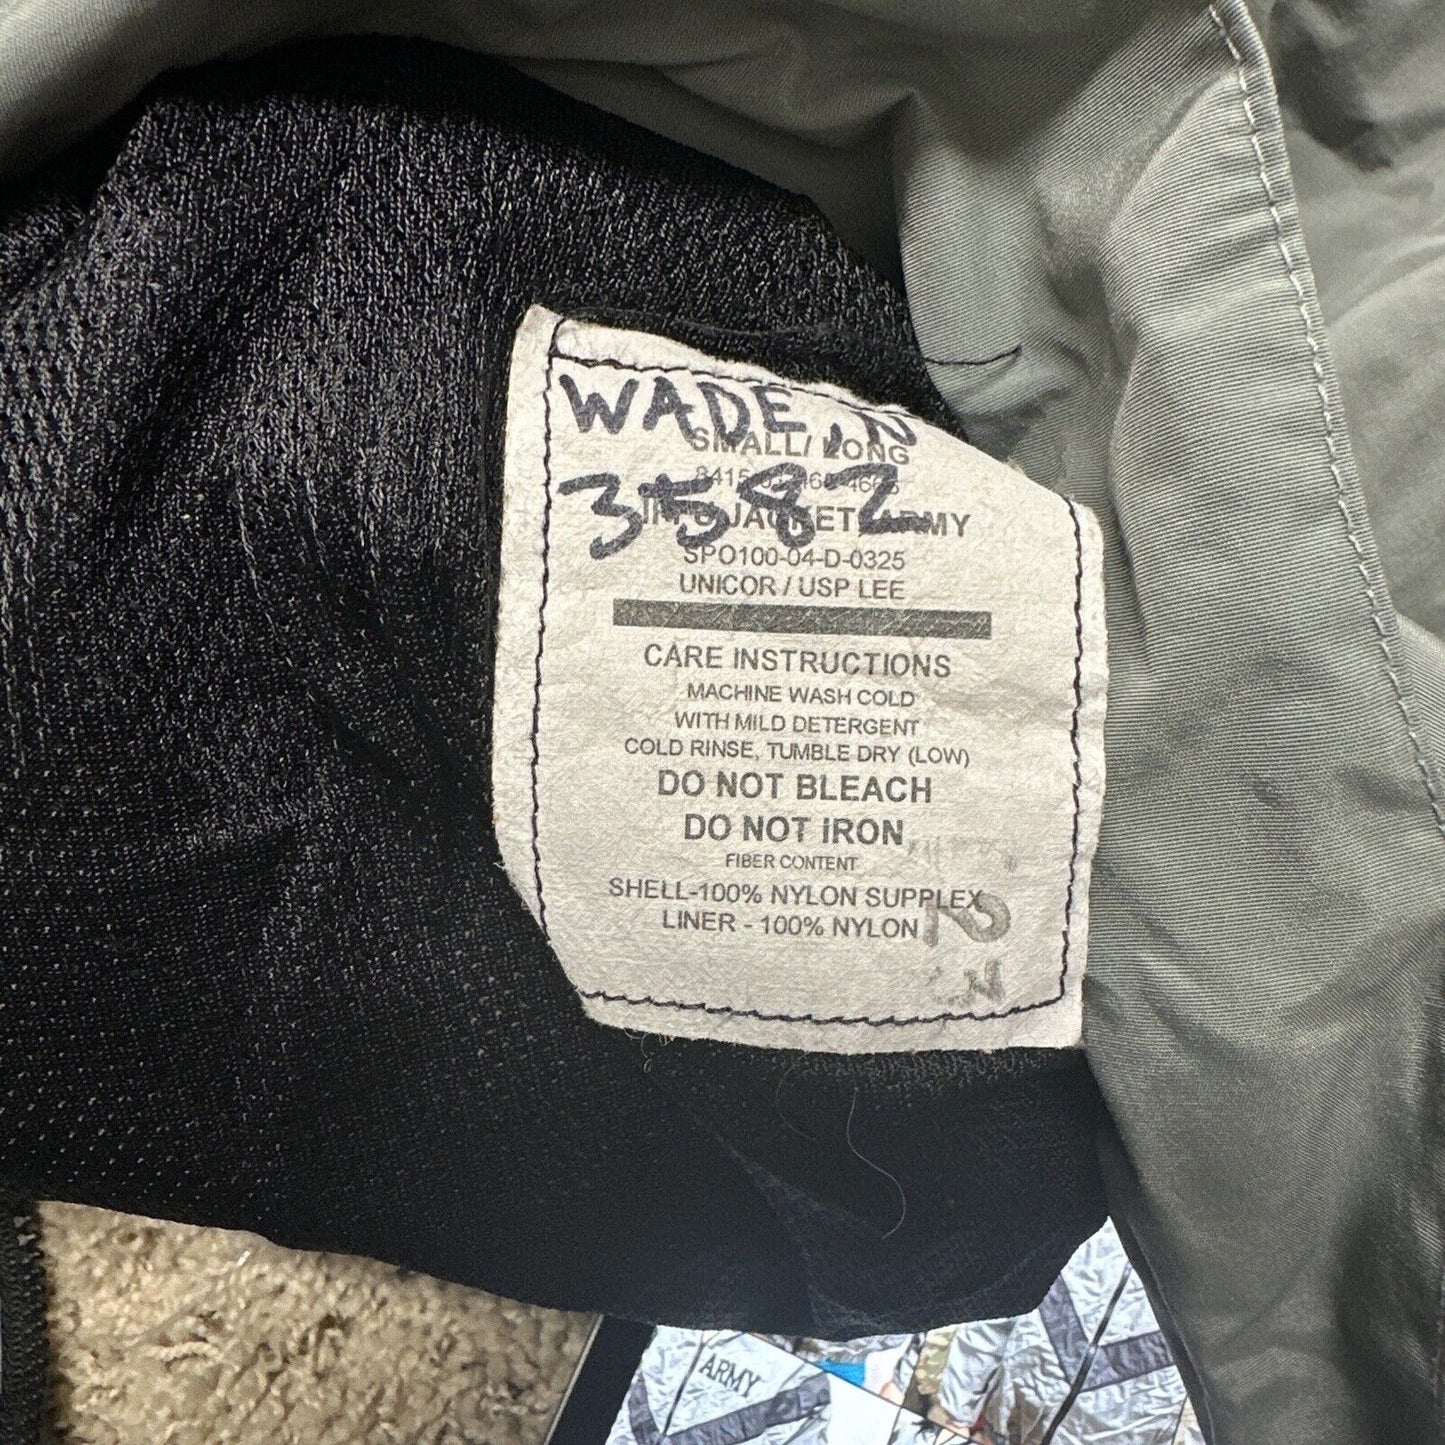 WADE, N
SMALL/ LONG
3582
JACKET, ARMY
SPO100-04-D-0325
UNICOR / USP LEE
CARE INSTRUCTIONS
MACHINE WASH COLD
WITH MILD DETERGENT
COLD RINSE, TUMBLE DRY (LOW)
DO NOT BLEACH
DO NOT IRON
FIBER CONTENT
SHELL-100% NYLON SUPPLEX
LINER - 100% NYLON
ARMY